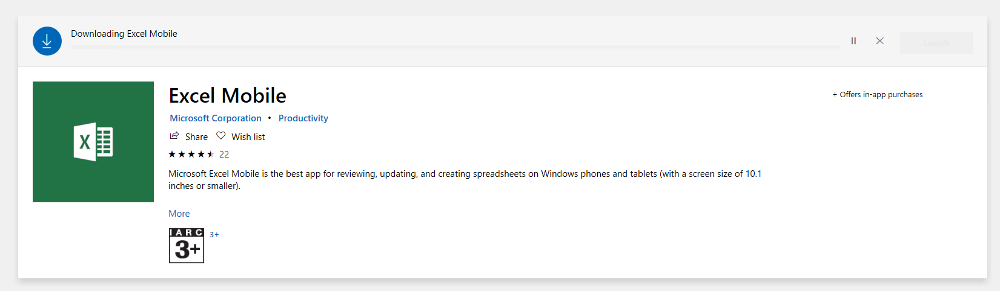 Downloading Excel Mobile
Launch
X
Excel Mobile
+ Offers in-app purchases
Microsoft Corporation • Productivity
Share Wish list
22
Microsoft Excel Mobile is the best app for reviewing, updating, and creating spreadsheets on Windows phones and tablets (with a screen size of 10.1
inches or smaller).
More
IARC
3+
3+